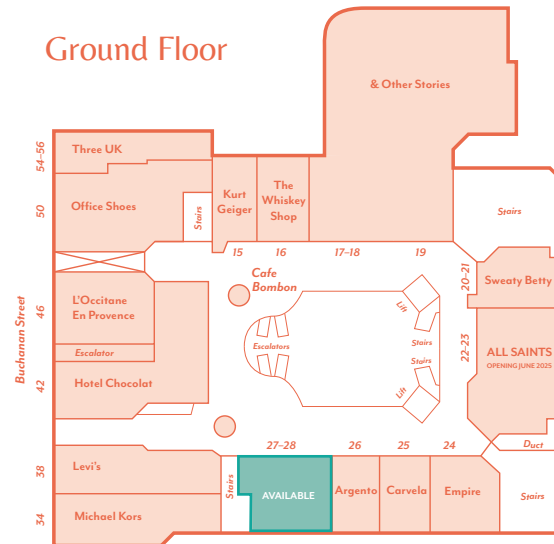 Ground Floor
& Other Stories
54–56
Three UK
50
Office Shoes
Stairs
Kurt
Geiger
The
Whiskey
Shop
Stairs
15
16
17–18
19
20–21
Sweaty Betty
Cafe
Bombon
Buchanan Street
46
L'Occitane
En Provence
Escalator
42
Hotel Chocolat
Escalators
Lift
Stairs
Stairs
Lift
22–23
ALL SAINTS
OPENING JUNE 2025
Duct
27–28
26
25
24
38
Levi's
34
Michael Kors
Stairs
AVAILABLE
Argento
Carvela
Empire
Stairs